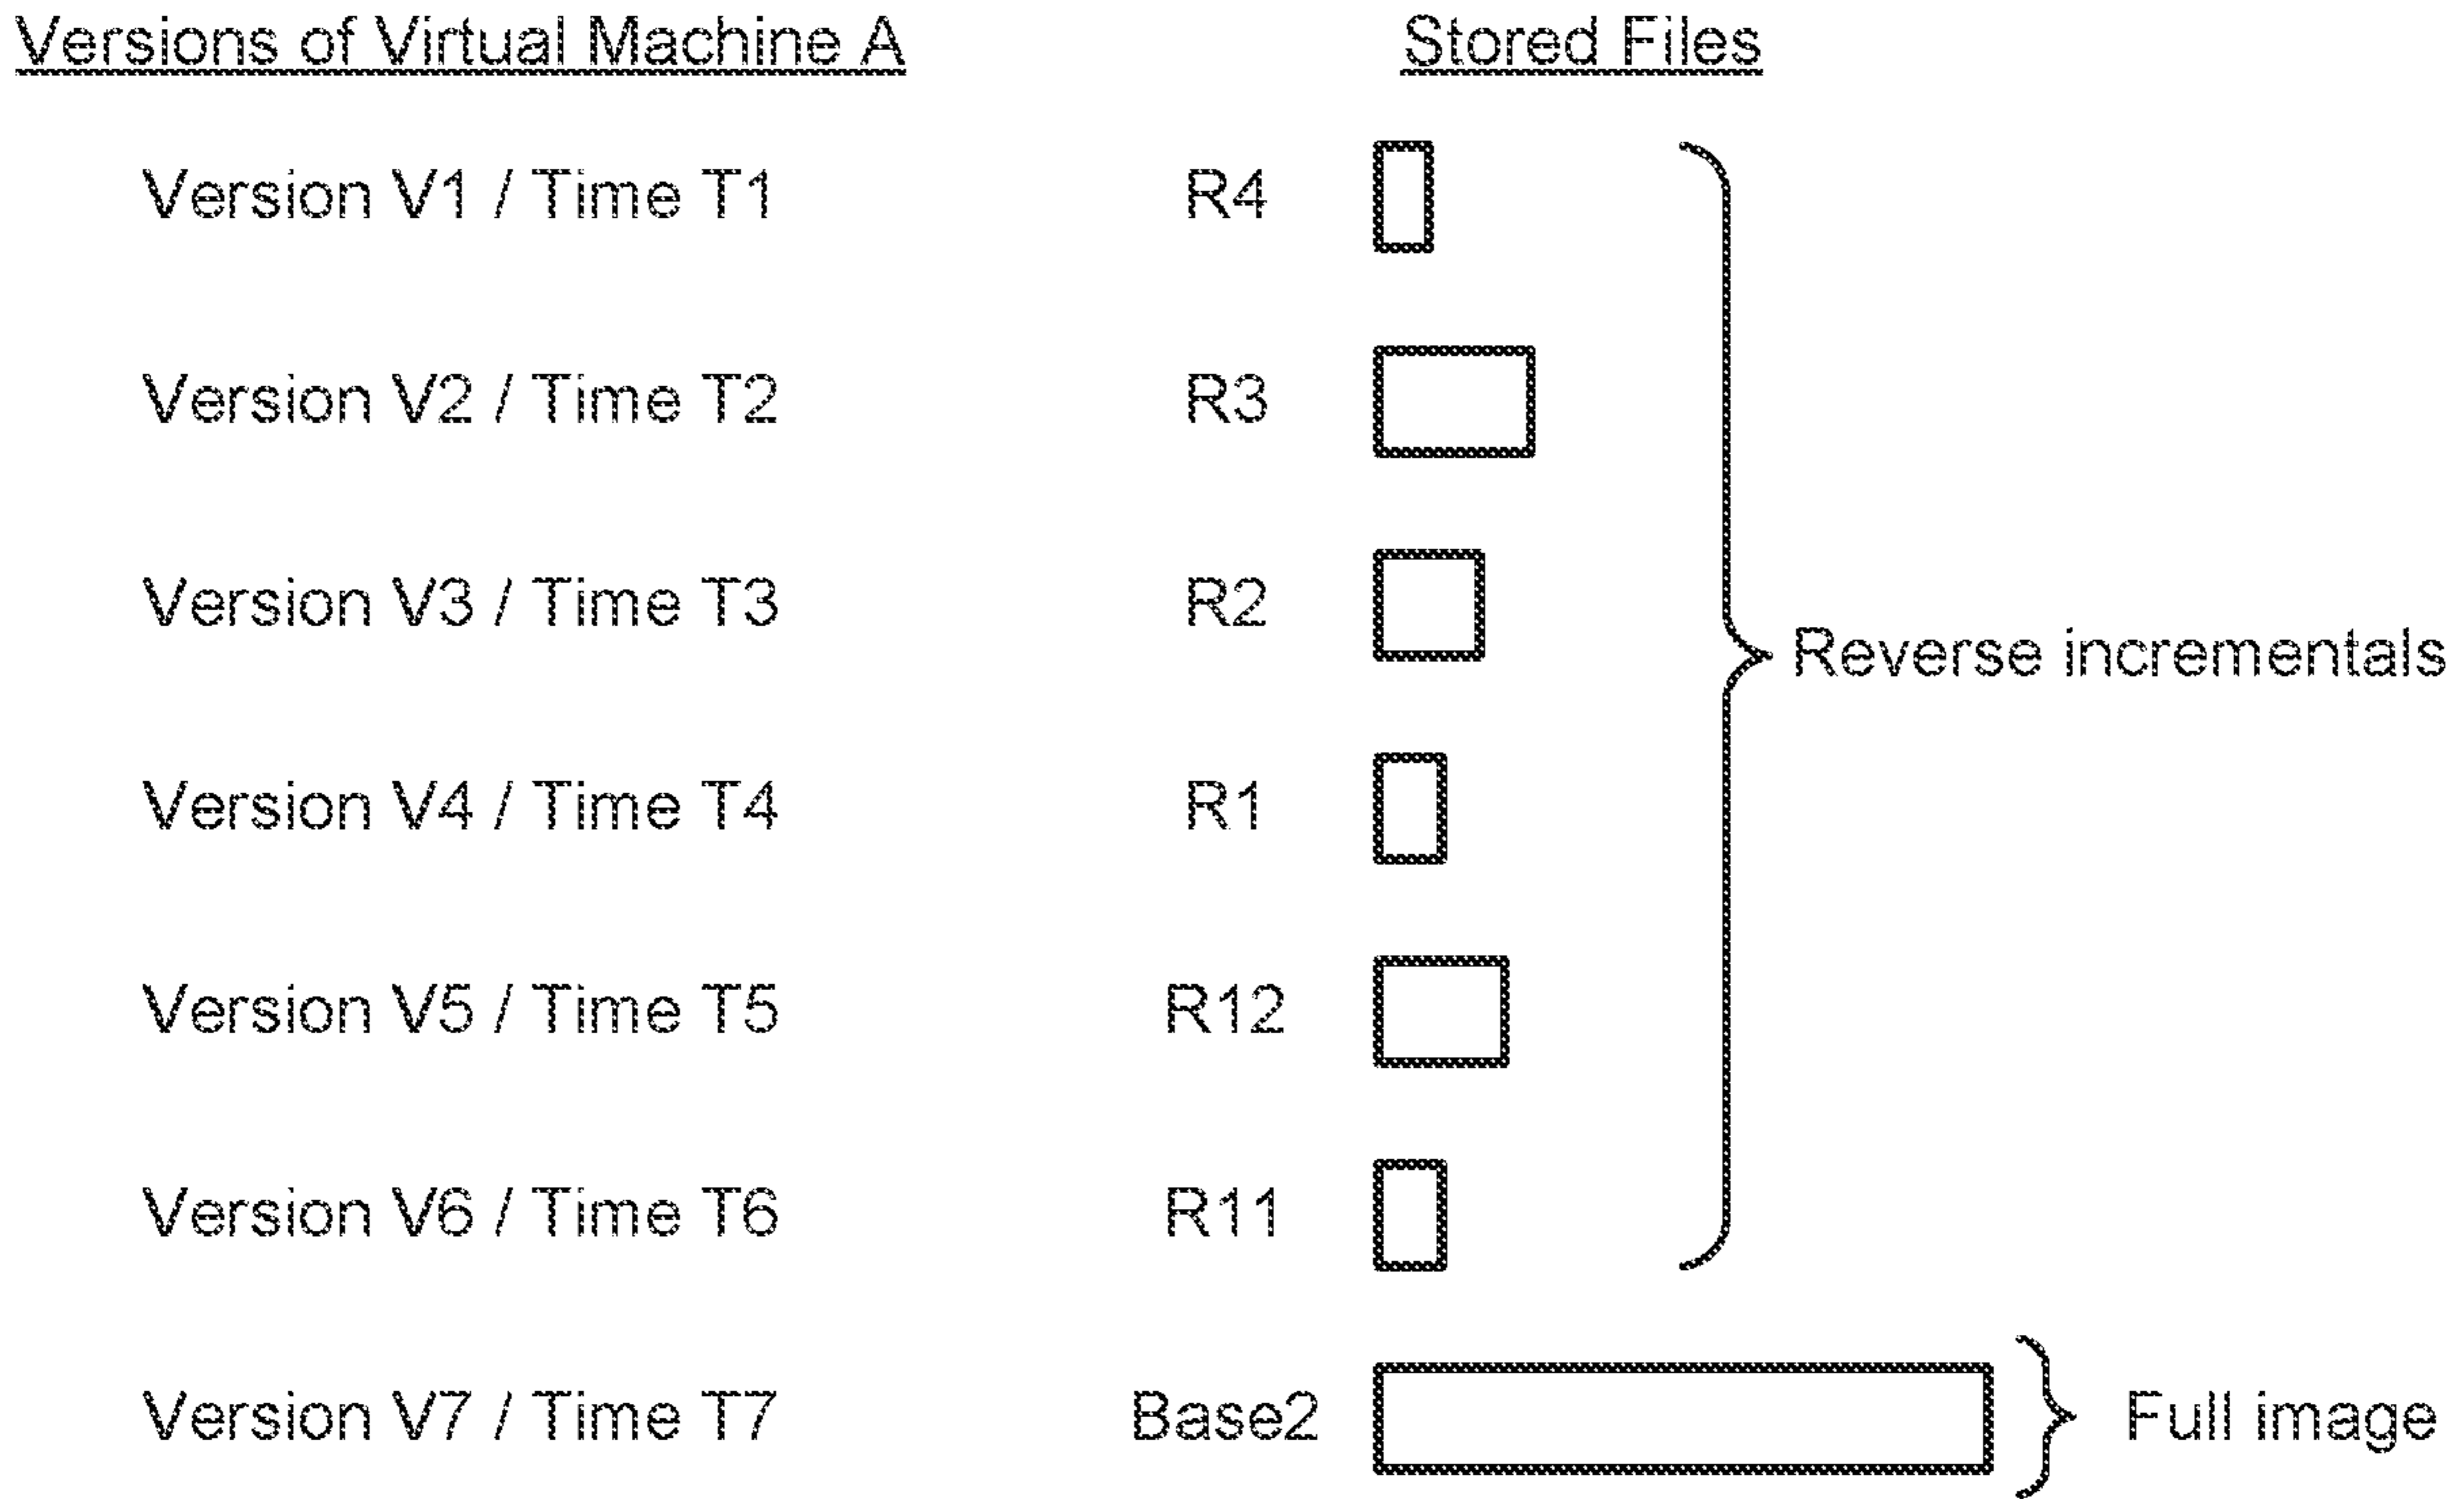 Versions of Virtual Machine A Stored Files
Version V1 / Time T1 R4
Version V2 / Time T2 R3
Version V3 / Time T3 R2
Reverse incrementals
Version V4 / Time T4 R1
Version V5 / Time T5 R12
Version V6 / Time T6 R11
Version V7 / Time T7 Base2 Full image